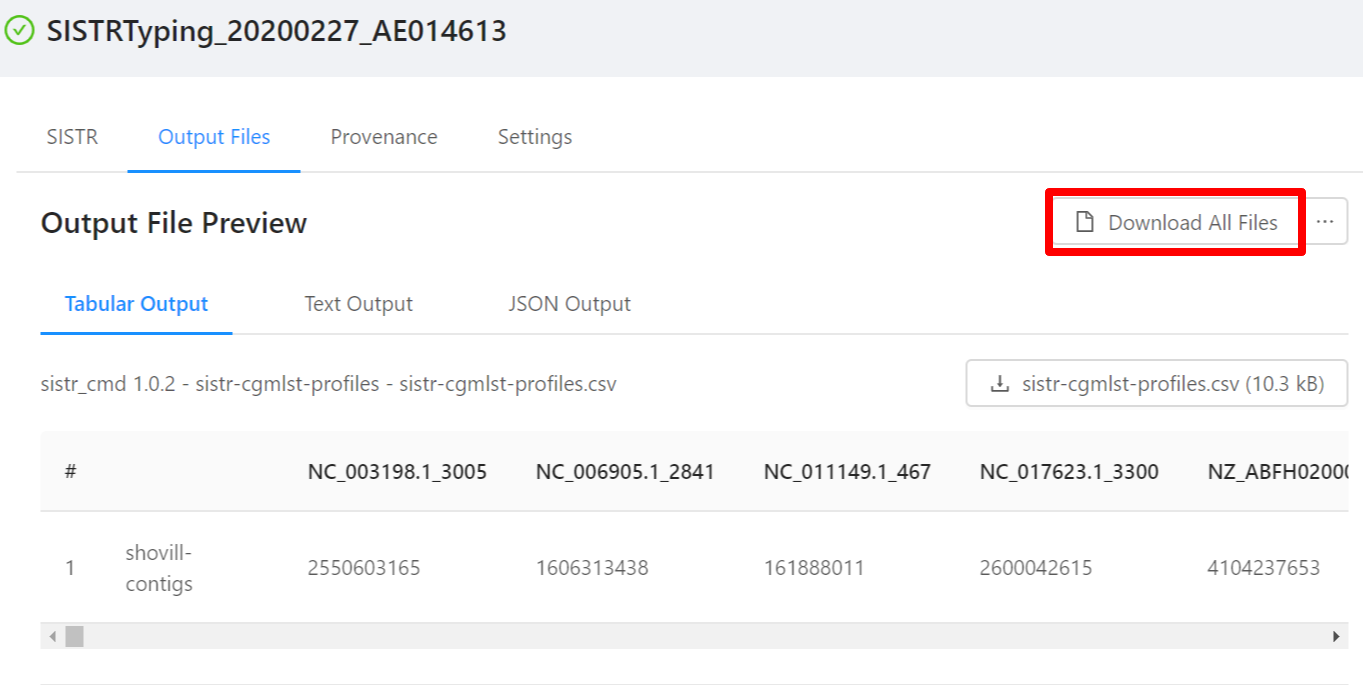 SISTRTyping_20200227_AE014613
SISTR Output Files Provenance Settings
Output File Preview Download All Files ...
Tabular Output Text Output JSON Output
sistr_cmd 1.0.2 - sistr-cgmlst-profiles - sistr-cgmlst-profiles.csv sistr-cgmlst-profiles.csv (10.3 kB)
# NC_003198.1_3005 NC_006905.1_2841 NC_011149.1_467 NC_017623.1_3300 NZ_ABFH0200
1 shovill-contigs 2550603165 1606313438 161888011 2600042615 4104237653